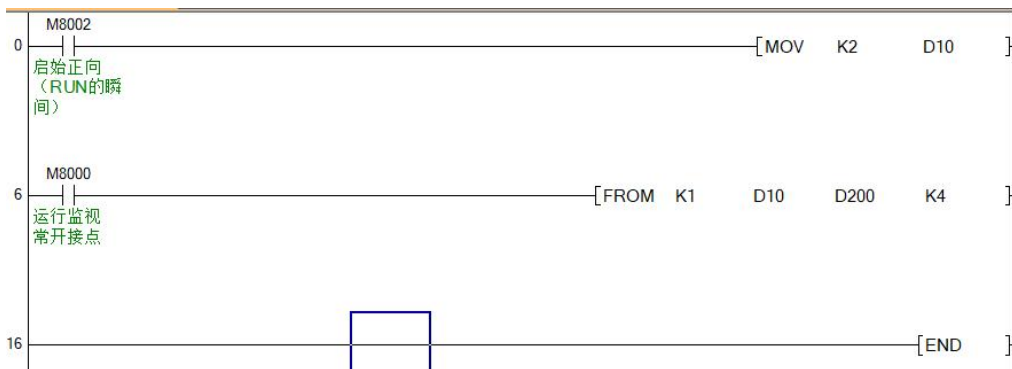 M8002
0 [MOV K2 D10 ]
启始正向
（RUN的瞬
间）
M8000
6 [FROM K1 D10 D200 K4 ]
运行监视
常开接点
16 [END ]